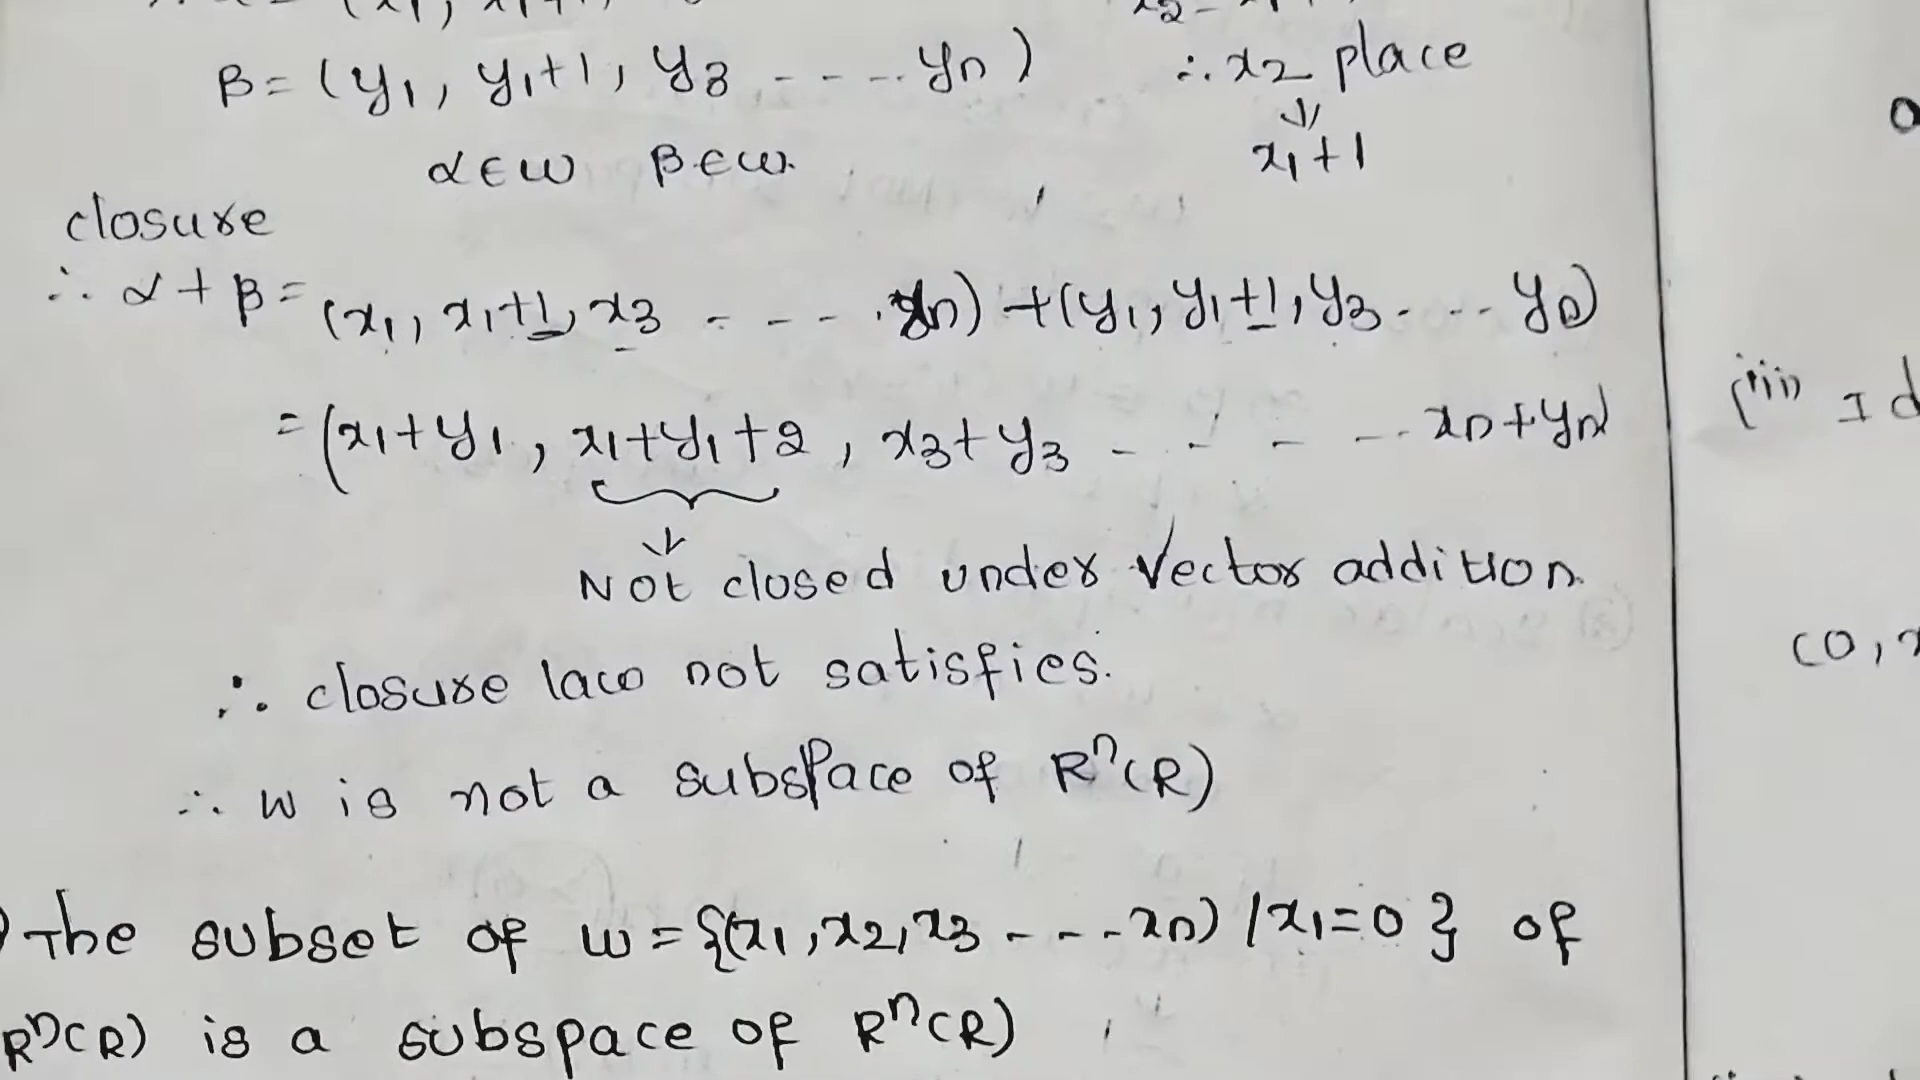 β = (y₁, y₁+1, y₃ - - - .. yₙ)
∴ x₂ place
↓
x₁+1
α∈w β∈w.
closure
∴ α + β = (x₁, x₁+1, x₃ - - - - . xₙ) + (y₁, y₁+1, y₃ - - -- yₙ)
= (x₁+y₁, x₁+y₁+2, x₃+y₃ - - - - .. xₙ+yₙ)
↓
Not closed under vector addition.
∴ closure law not satisfies.
∴ w is not a subspace of Rⁿ(R)
The subset of w = {(x₁, x₂, x₃ - - - - xₙ) / x₁=0 } of
Rⁿ(R) is a subspace of Rⁿ(R)
(iii) Id
(0,